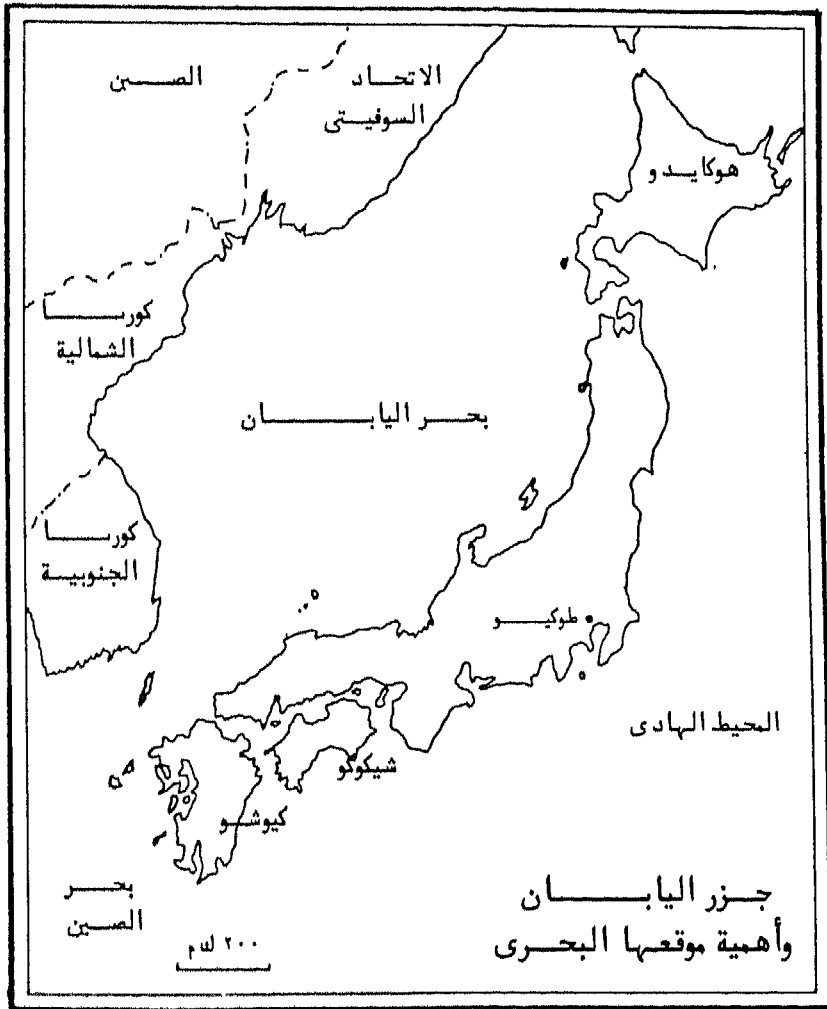 الصين
الاتحاد
السوفيتى
هوكايدو
كوريا
الشمالية
بحر اليابان
كوريا
الجنوبية
طوكيو
المحيط الهادى
شيكوكو
كيوشو
بحر
الصين
٢٠٠ كم
جزر اليابان
وأهمية موقعها البحرى